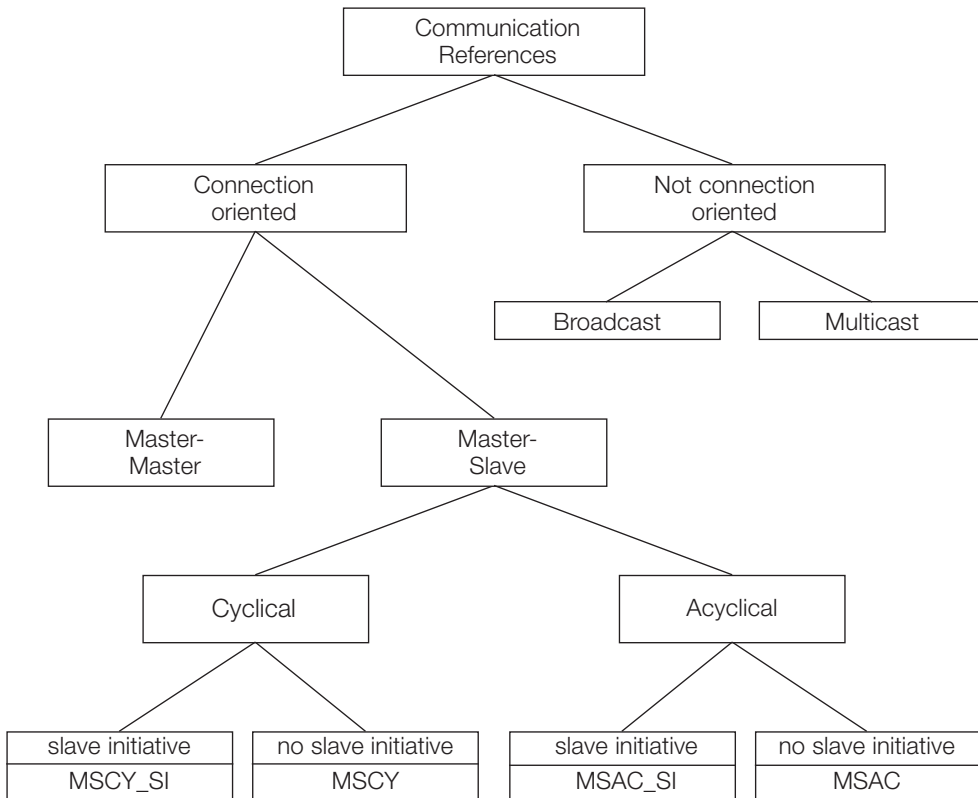 Communication
References
Connection
oriented
Not connection
oriented
Broadcast
Multicast
Master-
Master
Master-
Slave
Cyclical
Acyclical
slave initiative
MSCY_SI
no slave initiative
MSCY
slave initiative
MSAC_SI
no slave initiative
MSAC